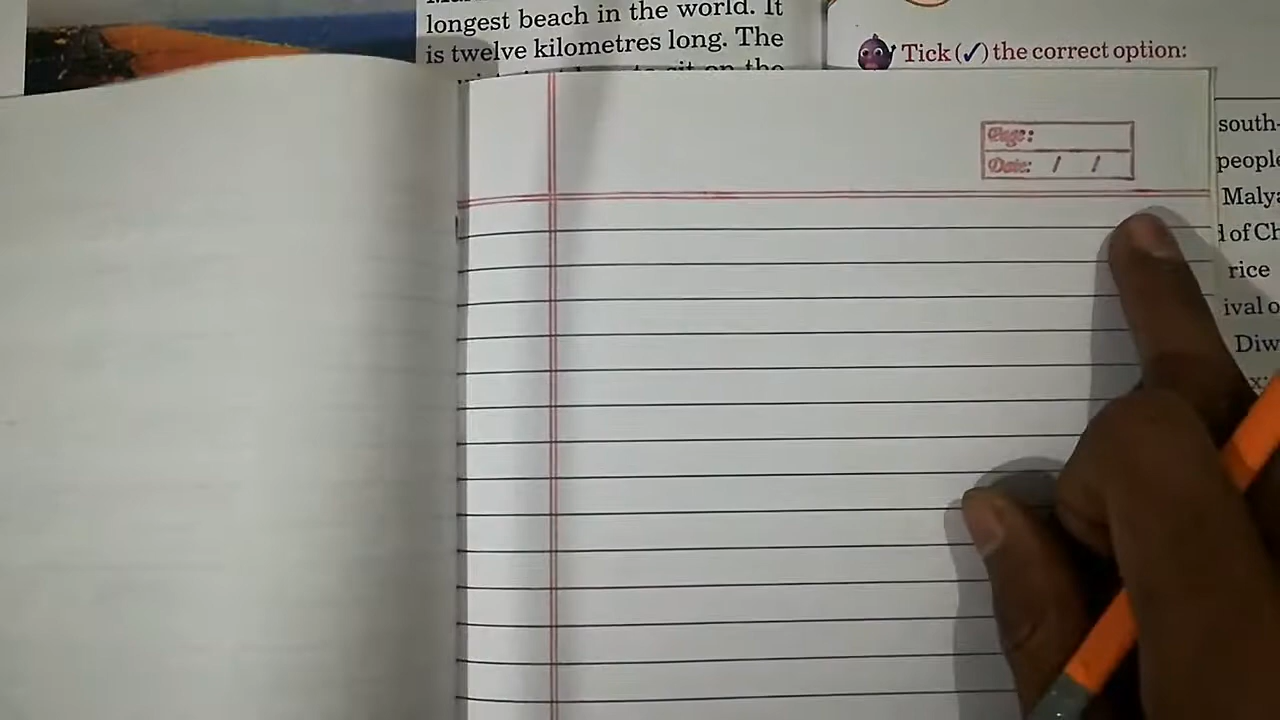 longest beach in the world. It
is twelve kilometres long. The
Tick (✓) the correct option:
Page:
Date: / /
south-
people
Malya
of Ch
rice
ival o
Diw